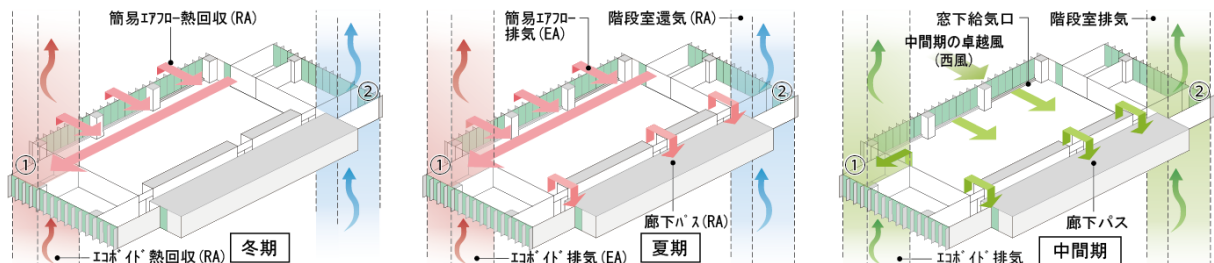 簡易ｴｱﾌﾛｰ熱回収(RA)
②
①
ｴｺﾎﾞｲﾄﾞ熱回収(RA)
冬期
簡易ｴｱﾌﾛｰ
排気(EA)
階段室還気(RA)
②
①
廊下ﾊﾟｽ(RA)
ｴｺﾎﾞｲﾄﾞ排気(EA)
夏期
窓下給気口
階段室排気
中間期の卓越風
(西風)
②
①
廊下パス
ｴｺﾎﾞｲﾄﾞ排気
中間期